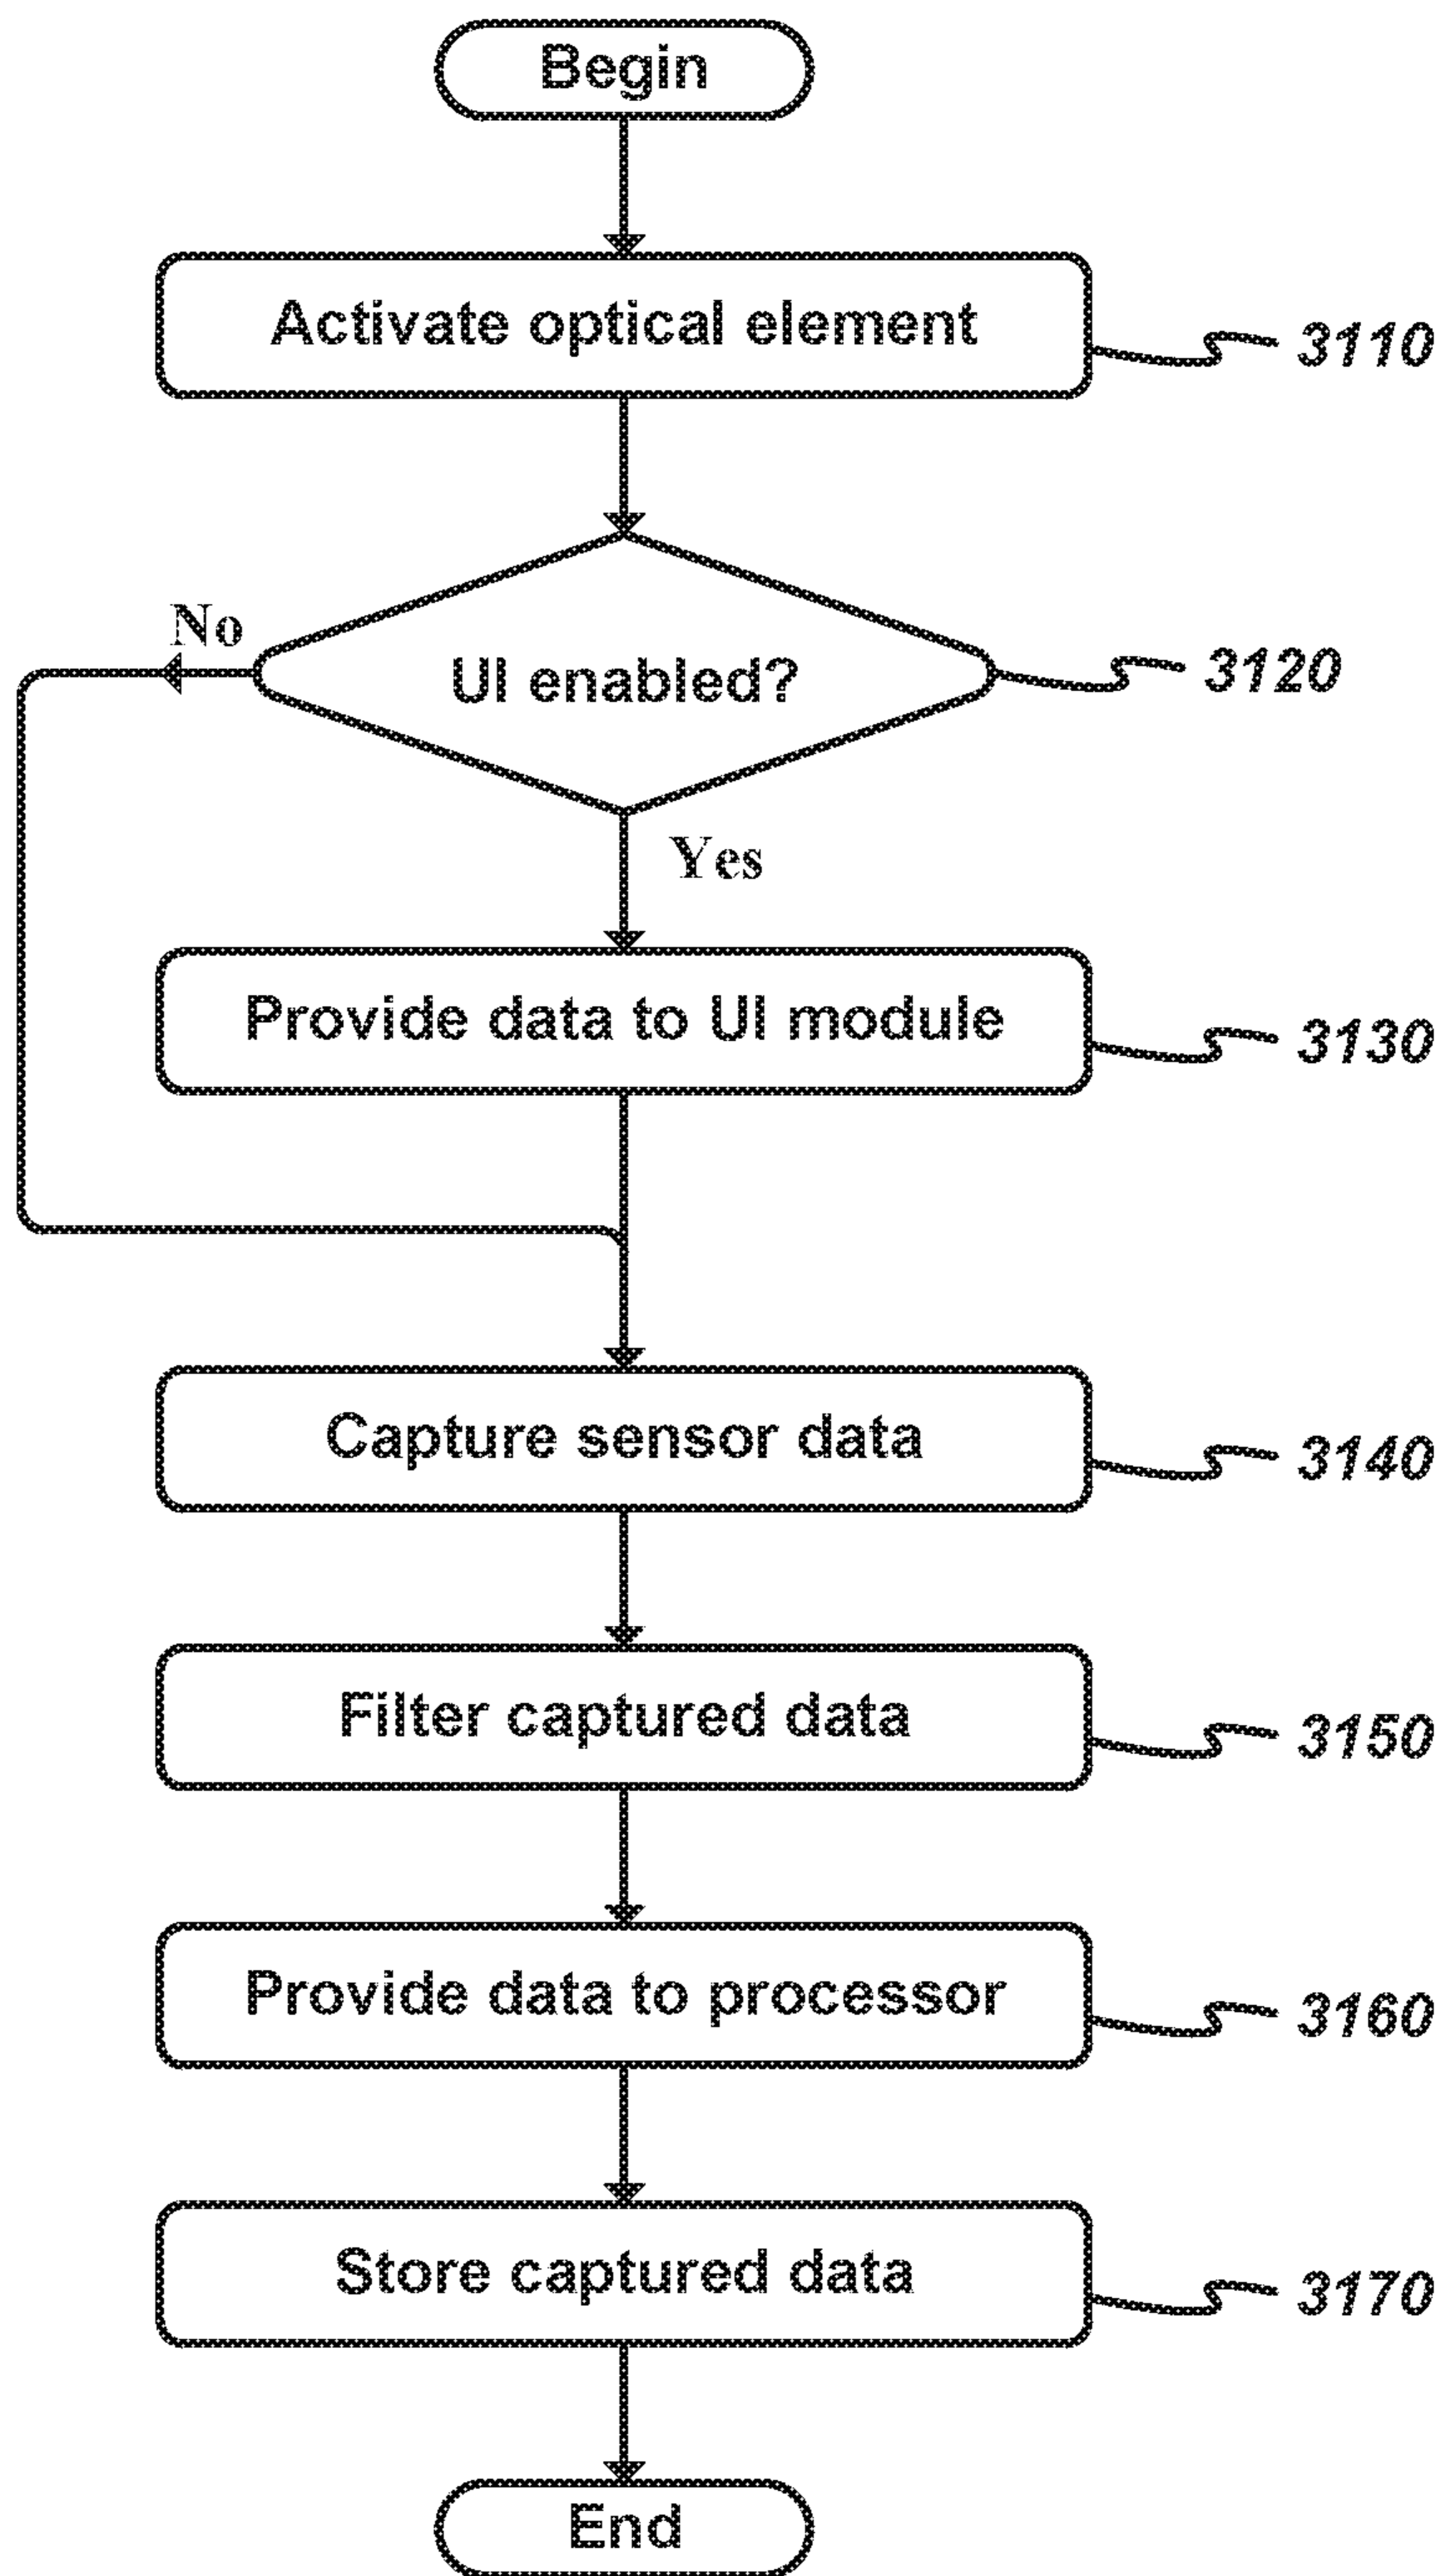 Begin
Activate optical element
3110
No
UI enabled?
3120
Yes
Provide data to UI module
3130
Capture sensor data
3140
Filter captured data
3150
Provide data to processor
3160
Store captured data
3170
End